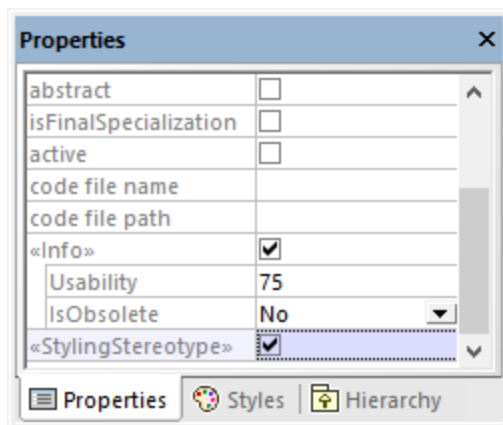 Properties
abstract
isFinalSpecialization
active
code file name
code file path
«Info»
Usability 75
IsObsolete No
«StylingStereotype»
Properties Styles Hierarchy